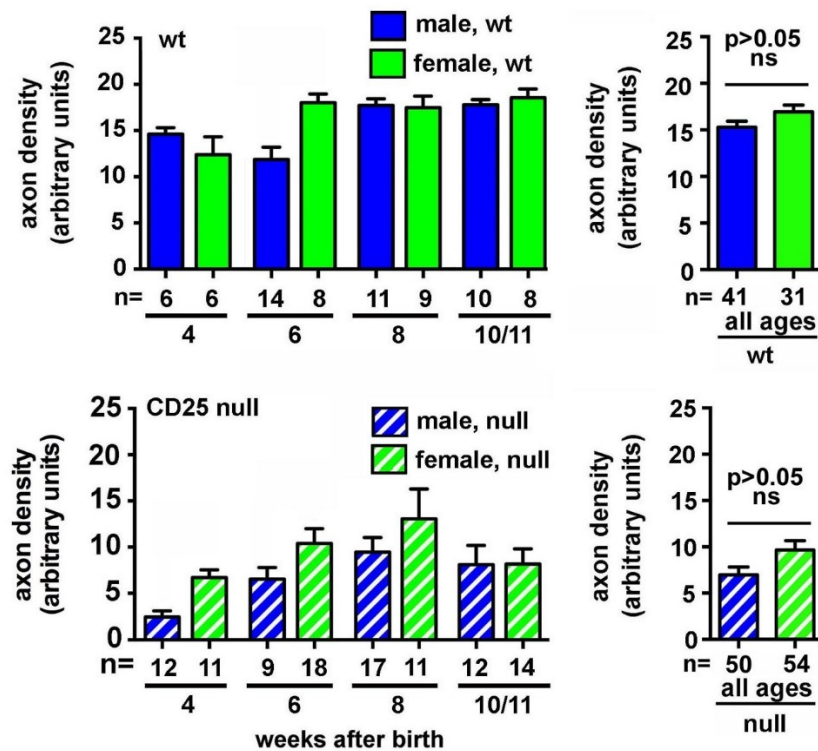 wt
male, wt
female, wt
axon density
(arbitrary units)
25
20
15
10
5
0
n= 6 6 14 8 11 9 10 8
4 6 8 10/11
p>0.05
ns
axon density
(arbitrary units)
25
20
15
10
5
0
n= 41 31
all ages
wt
CD25 null
male, null
female, null
axon density
(arbitrary units)
25
20
15
10
5
0
n= 12 11 9 18 17 11 12 14
4 6 8 10/11
weeks after birth
p>0.05
ns
axon density
(arbitrary units)
25
20
15
10
5
0
n= 50 54
all ages
null